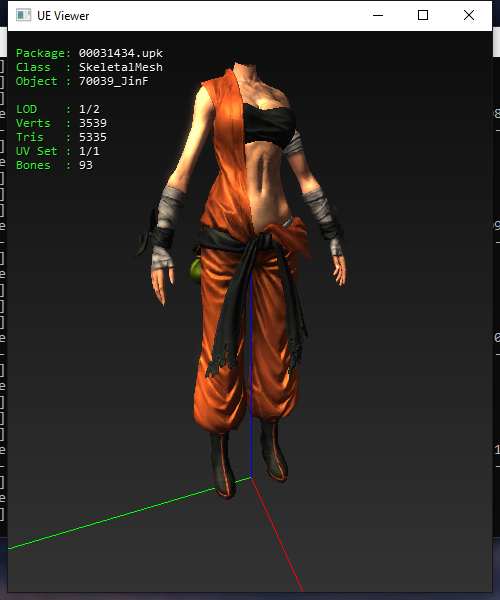 UE Viewer
Package: 00031434.upk
Class : SkeletalMesh
Object : 70039_JinF
LOD : 1/2
Verts : 3539
Tris : 5335
UV Set : 1/1
Bones : 93